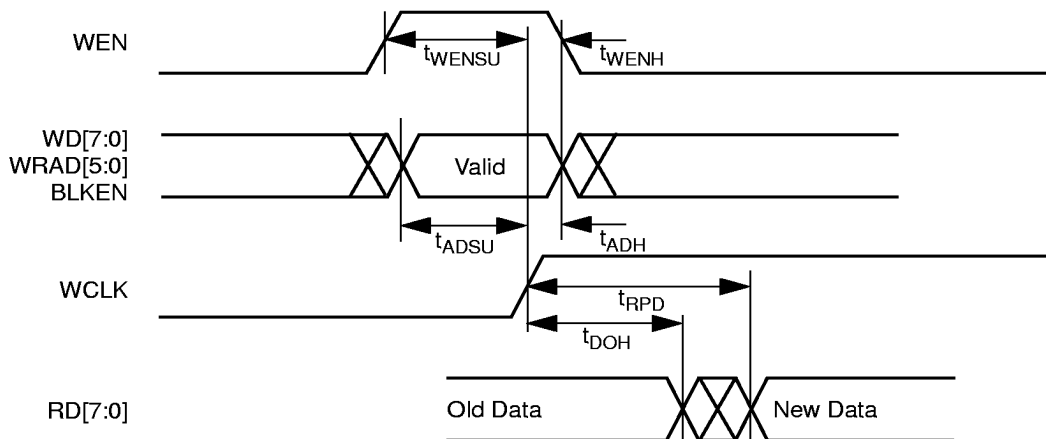 WEN
tWENSU
tWENH
WD[7:0]
WRAD[5:0]
BLKEN
Valid
tADSU
tADH
WCLK
tRPD
tDOH
RD[7:0]
Old Data
New Data